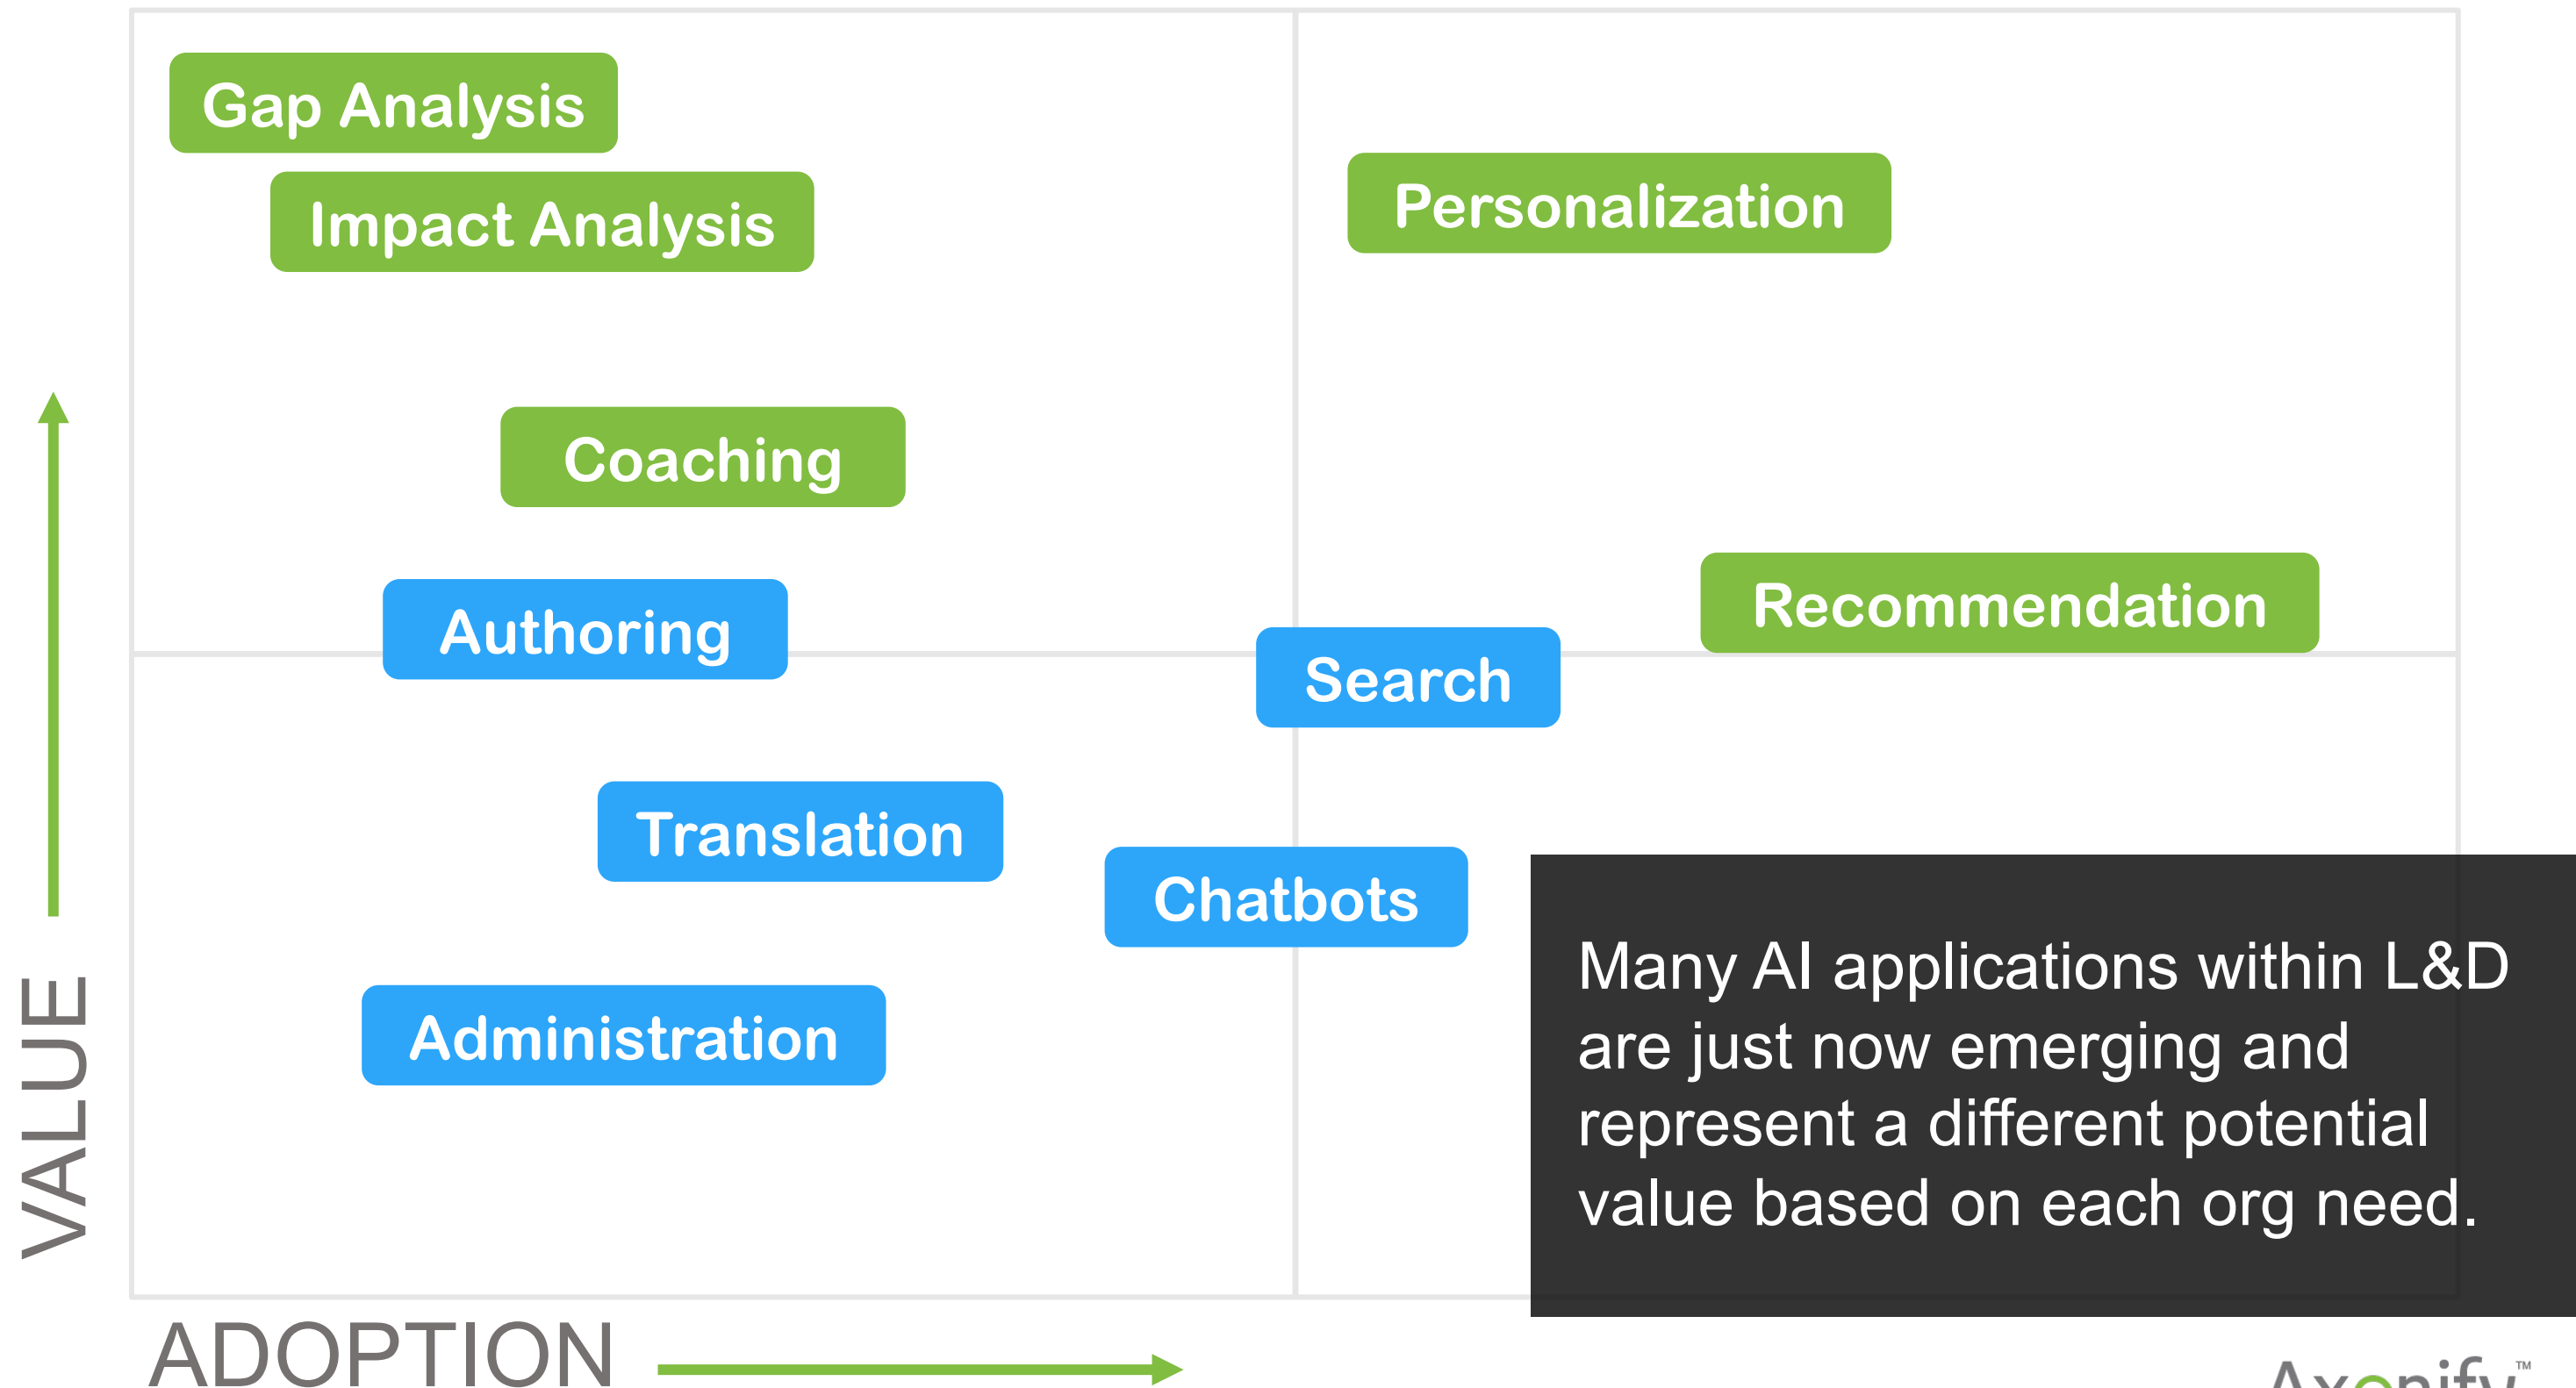 Gap Analysis
Impact Analysis
Personalization
Coaching
Recommendation
Authoring
Search
Translation
Chatbots
Administration
Many AI applications within L&D
are just now emerging and
represent a different potential
value based on each org need.
VALUE
ADOPTION
Axonify™